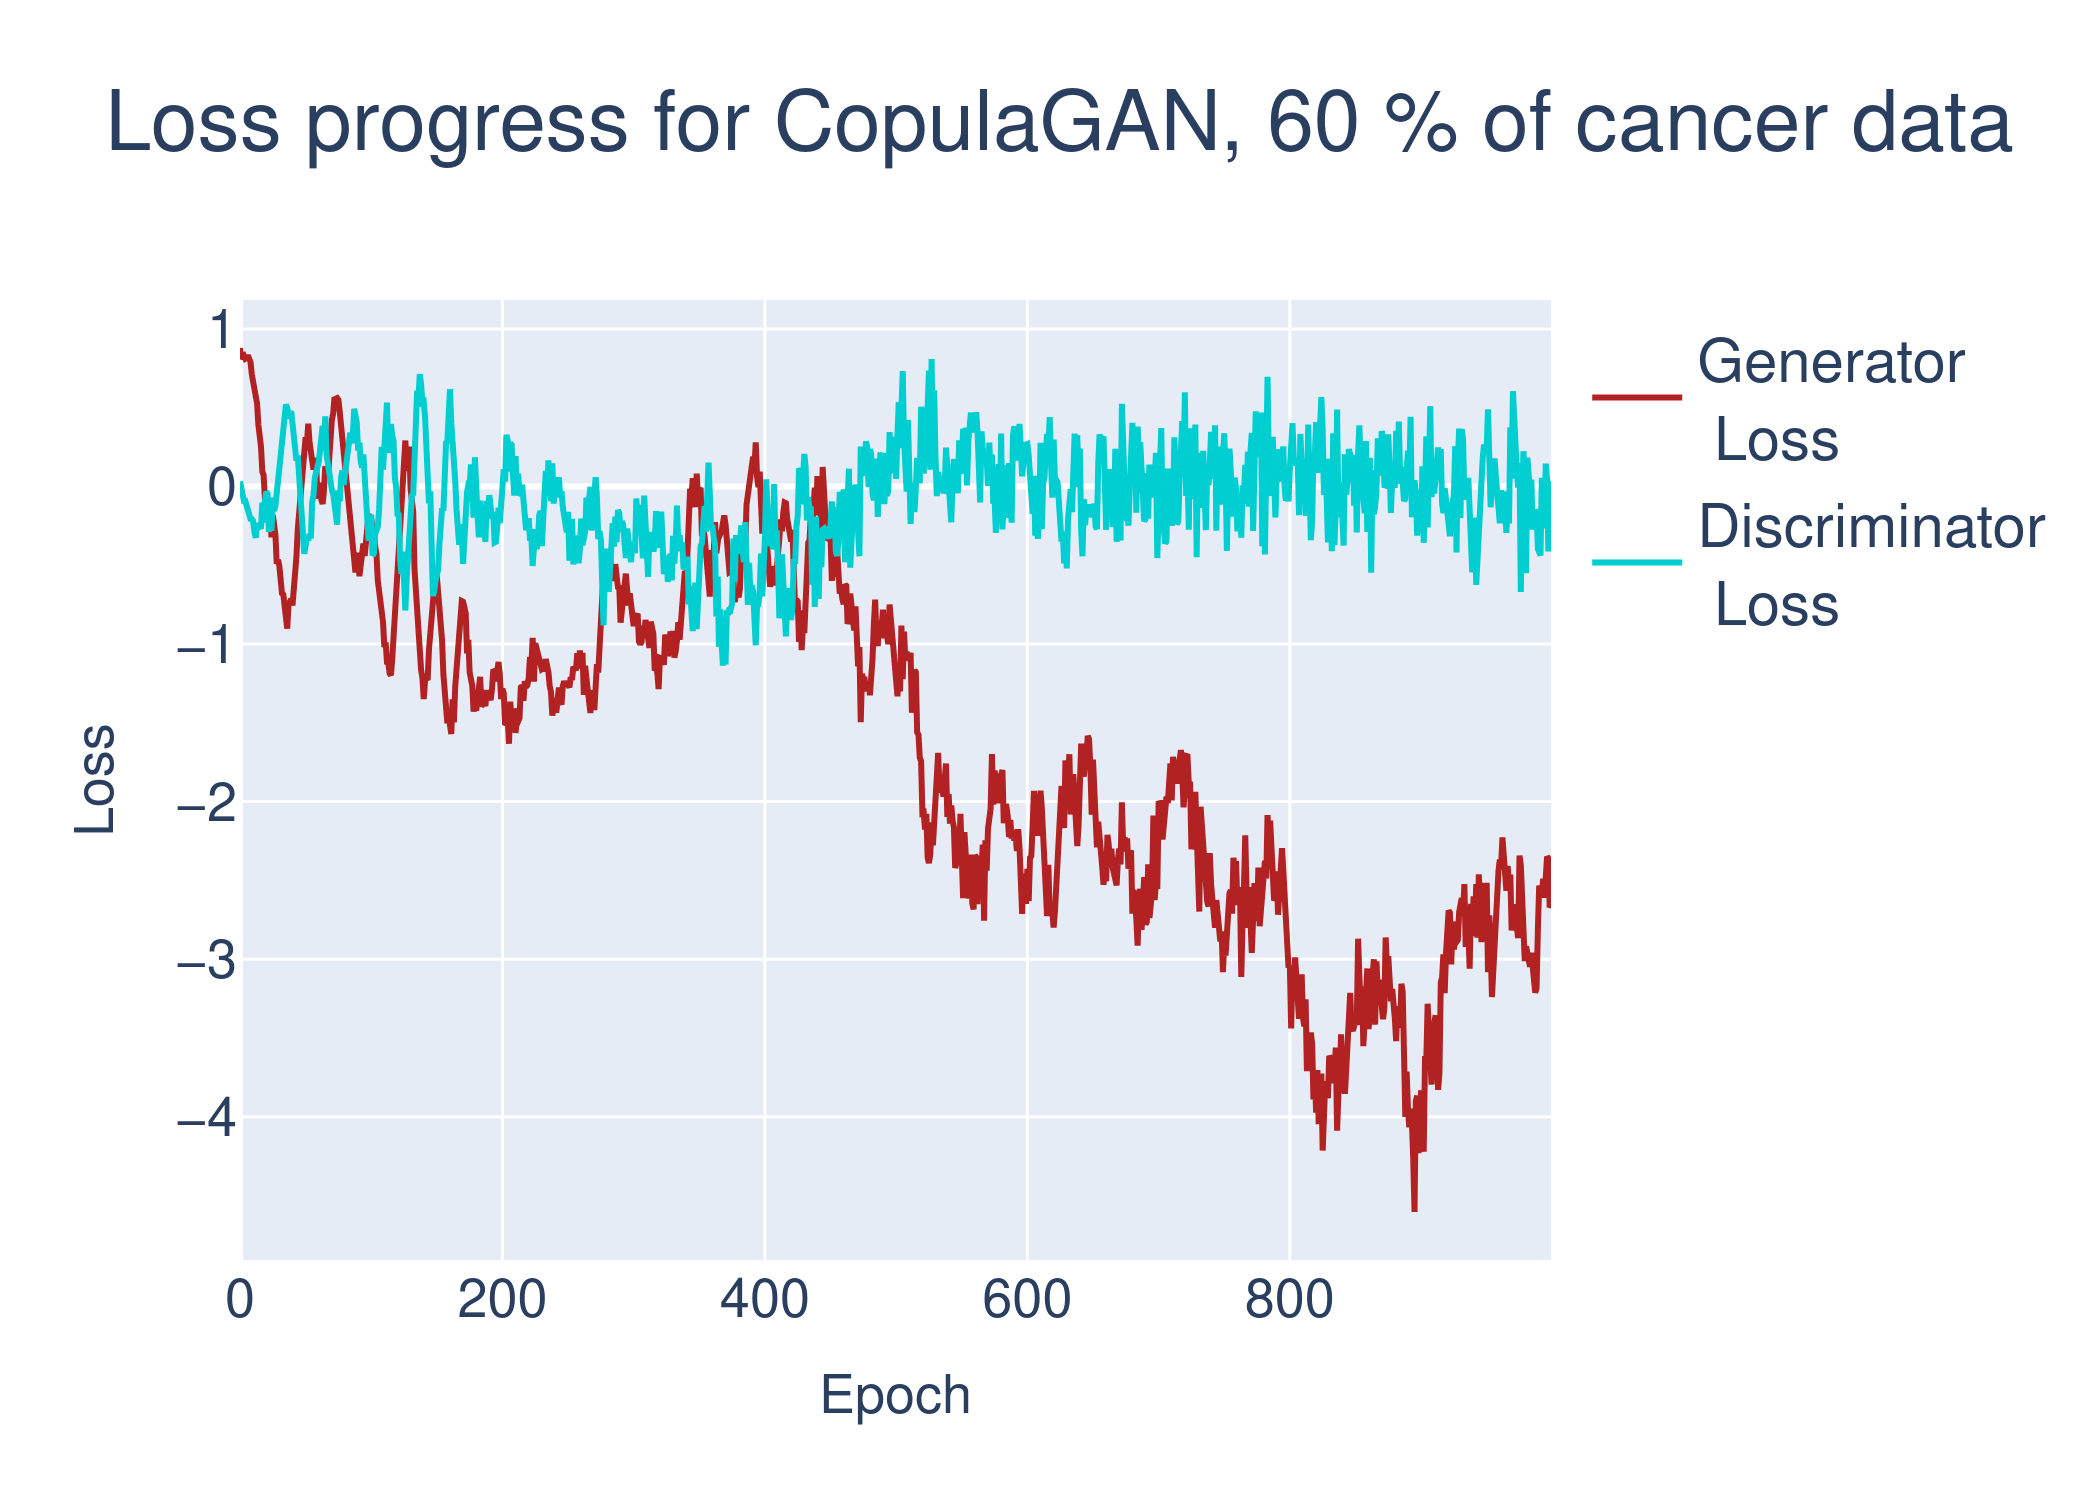 Loss progress for CopulaGAN, 60 % of cancer data
1
0
−1
−2
−3
−4
Loss
0
200
400
600
800
Epoch
Generator
Loss
Discriminator
Loss